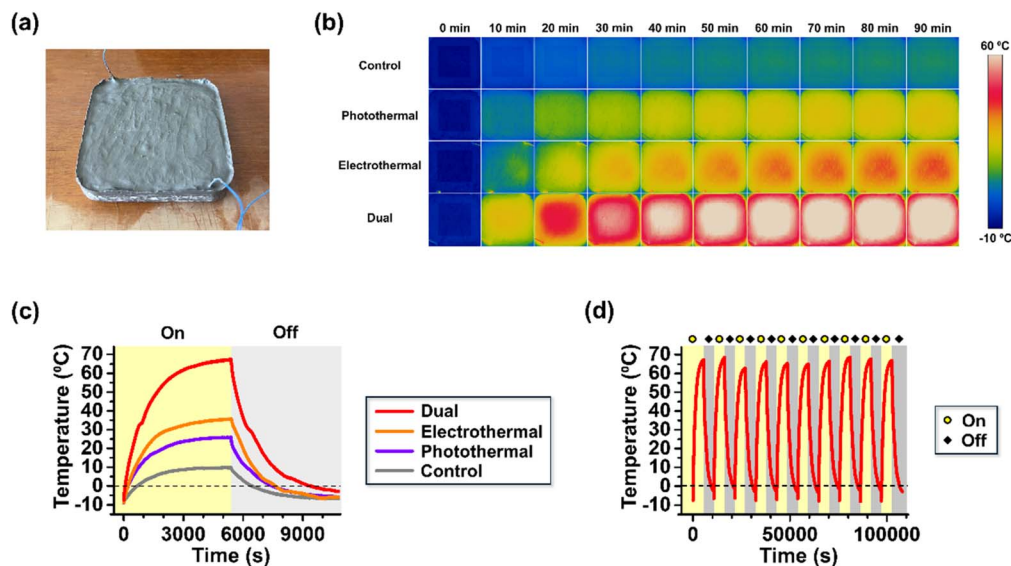 (a)
(b)
0 min 10 min 20 min 30 min 40 min 50 min 60 min 70 min 80 min 90 min
Control
Photothermal
Electrothermal
Dual
60 ºC
-10 ºC
(c)
On Off
Temperature (ºC)
70
60
50
40
30
20
10
0
-10
0 3000 6000 9000
Time (s)
Dual
Electrothermal
Photothermal
Control
(d)
Temperature (ºC)
70
60
50
40
30
20
10
0
-10
0 50000 100000
Time (s)
On
Off